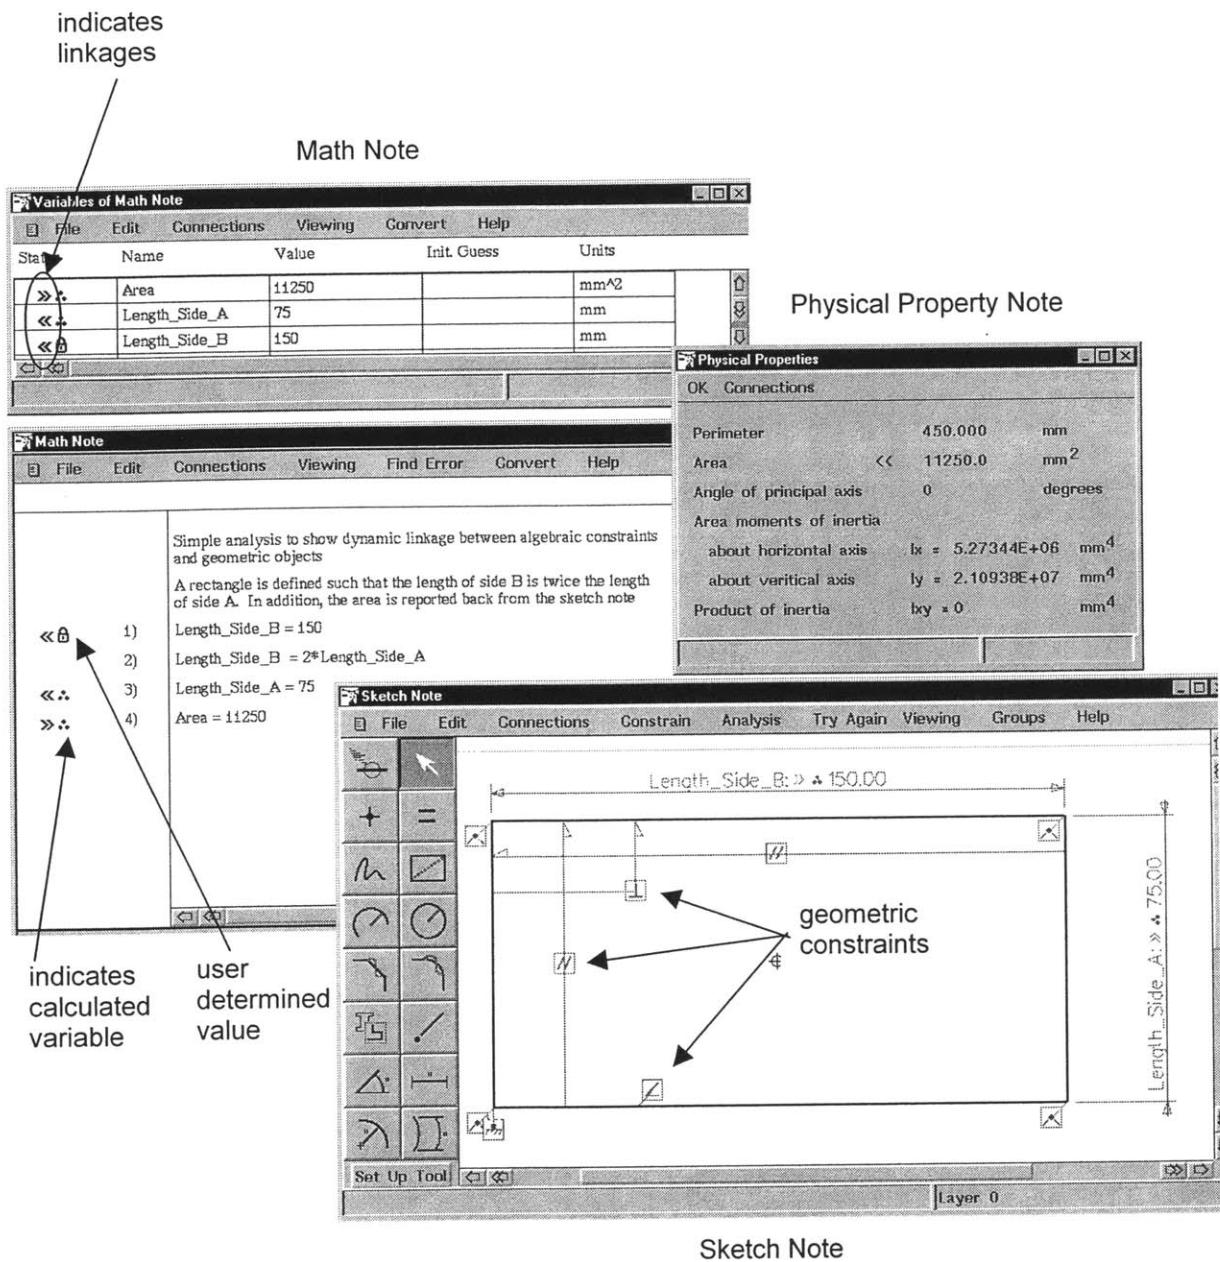 indicates
linkages
Math Note
Variables of Math Note
File Edit Connections Viewing Convert Help
Name Value Init. Guess Units
» ∴ Area 11250 mm^2
« ∴ Length_Side_A 75 mm
« Length_Side_B 150 mm
Physical Property Note
Physical Properties
OK Connections
Perimeter 450.000 mm
Area << 11250.0 mm2
Angle of principal axis 0 degrees
Area moments of inertia
about horizontal axis Ix = 5.27344E+06 mm4
about veritical axis Iy = 2.10938E+07 mm4
Product of inertia Ixy = 0 mm4
Math Note
File Edit Connections Viewing Find Error Convert Help
Simple analysis to show dynamic linkage between algebraic constraints
and geometric objects
A rectangle is defined such that the length of side B is twice the length
of side A. In addition, the area is reported back from the sketch note
« 1) Length_Side_B = 150
2) Length_Side_B = 2*Length_Side_A
« ∴ 3) Length_Side_A = 75
» ∴ 4) Area = 11250
indicates
calculated
variable
user
determined
value
Sketch Note
File Edit Connections Constrain Analysis Try Again Viewing Groups Help
Length_Side_B: » ∴ 150.00
Length_Side_A: » ∴ 75.00
geometric
constraints
Set Up Tool
Layer 0
Sketch Note